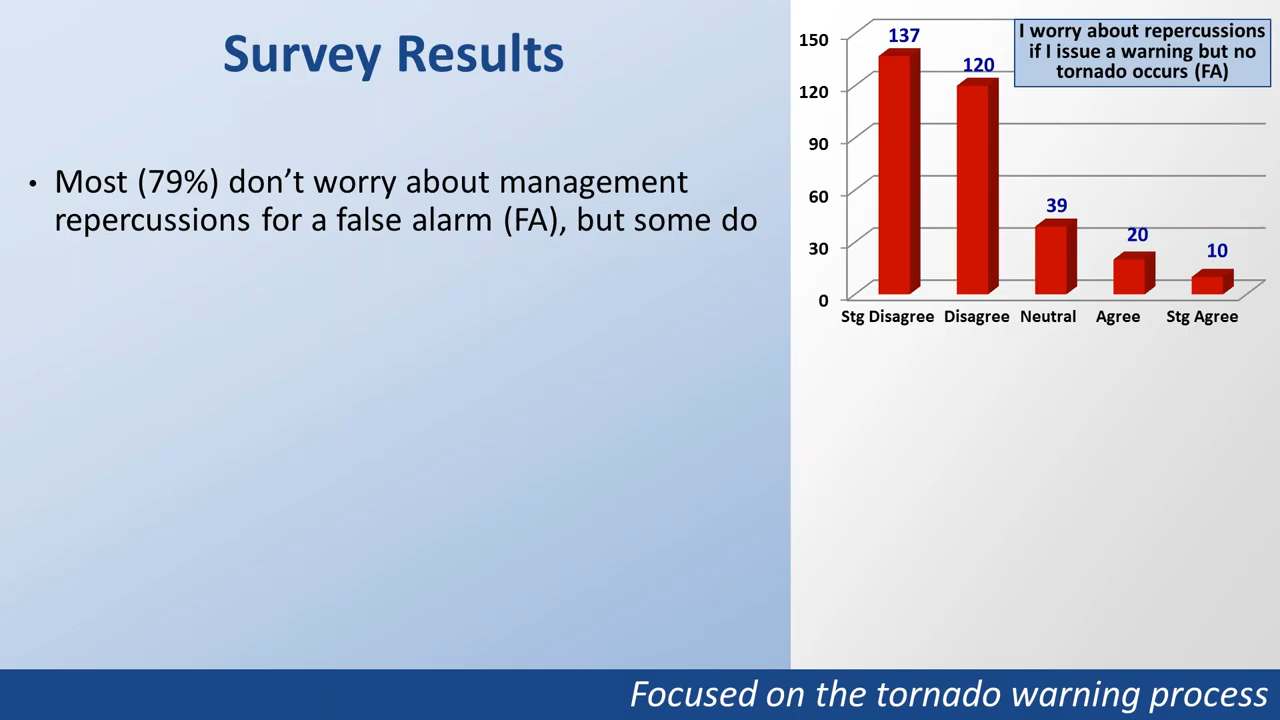 Survey Results
• Most (79%) don’t worry about management
repercussions for a false alarm (FA), but some do
I worry about repercussions
if I issue a warning but no
tornado occurs (FA)
150
120
90
60
30
0
137
120
39
20
10
Stg Disagree Disagree Neutral Agree Stg Agree
Focused on the tornado warning process